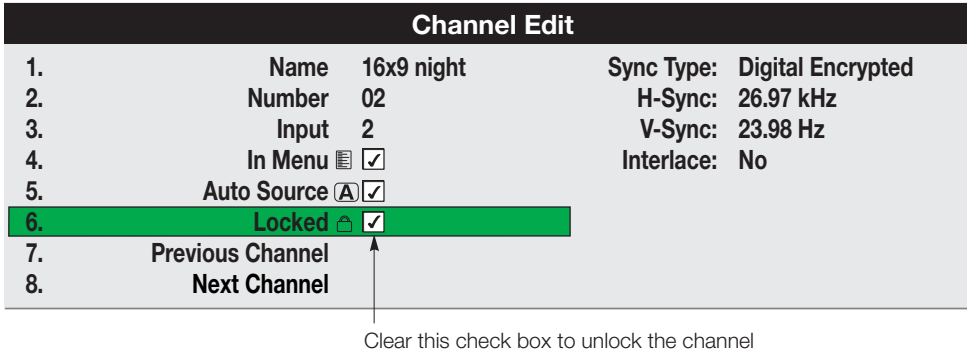 Channel Edit
1. Name 16x9 night Sync Type: Digital Encrypted
2. Number 02 H-Sync: 26.97 kHz
3. Input 2 V-Sync: 23.98 Hz
4. In Menu Interlace: No
5. Auto Source A
6. Locked
7. Previous Channel
8. Next Channel
Clear this check box to unlock the channel